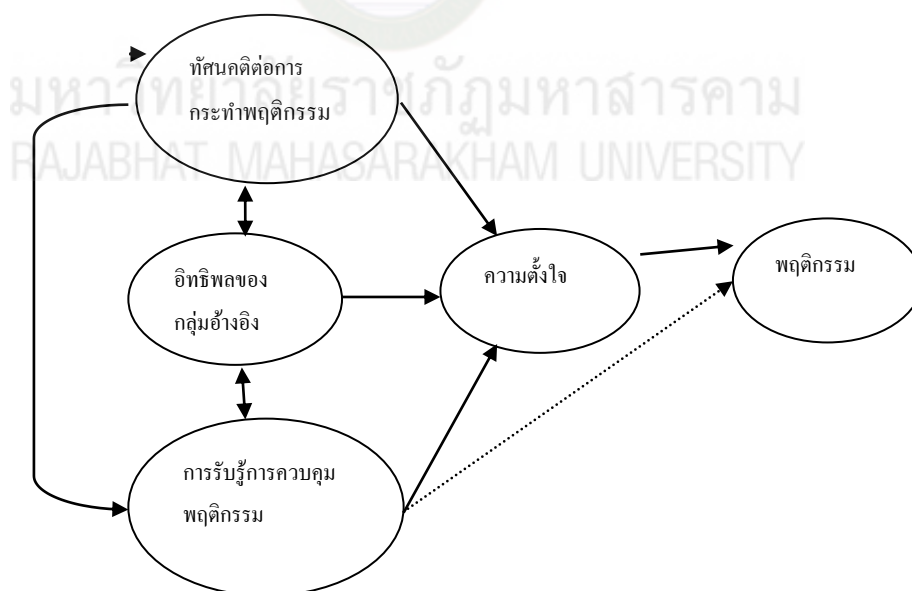 ทัศนคติต่อการ
กระทำพฤติกรรม
มหาวิทยาลัยราชภัฏมหาสารคาม
RAJABHAT MAHASARAKHAM UNIVERSITY
อิทธิพลของ
กลุ่มอ้างอิง
ความตั้งใจ
พฤติกรรม
การรับรู้การควบคุม
พฤติกรรม